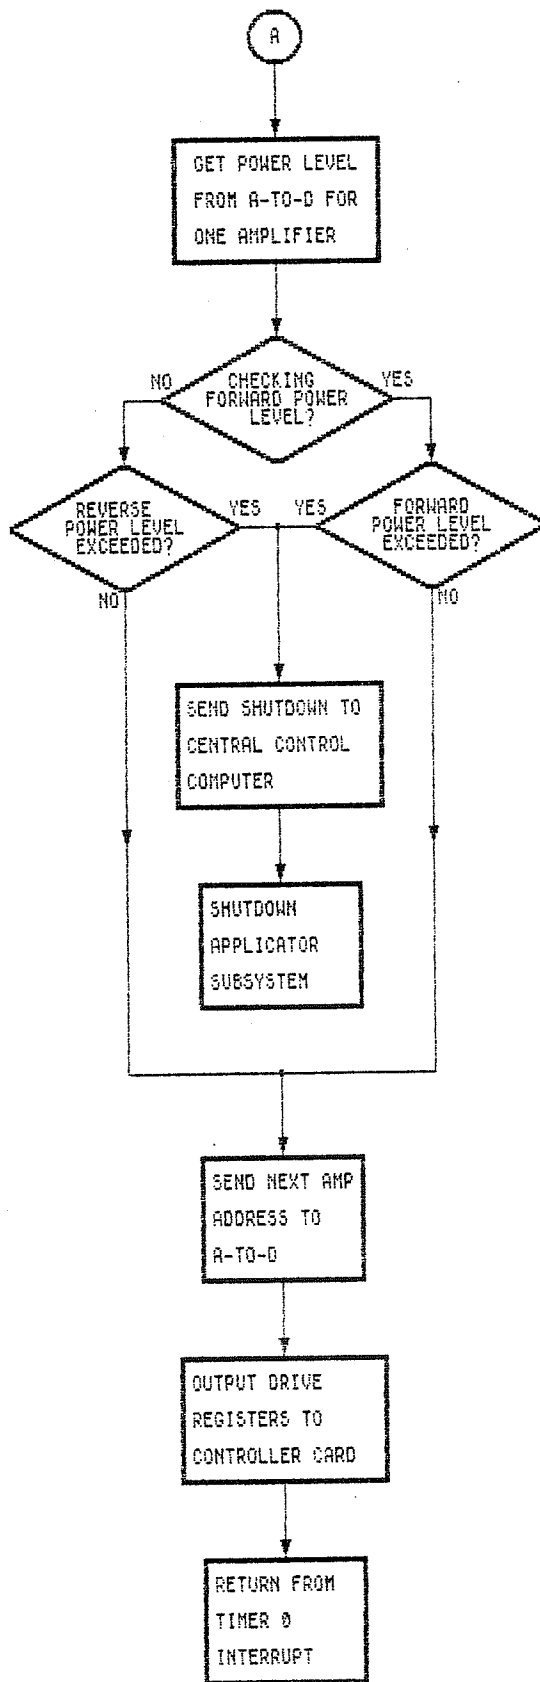 A
GET POWER LEVEL
FROM A-TO-D FOR
ONE AMPLIFIER
NO
CHECKING
FORWARD POWER
LEVEL?
YES
REVERSE
POWER LEVEL
EXCEEDED?
YES
YES
FORWARD
POWER LEVEL
EXCEEDED?
NO
NO
SEND SHUTDOWN TO
CENTRAL CONTROL
COMPUTER
SHUTDOWN
APPLICATOR
SUBSYSTEM
SEND NEXT AMP
ADDRESS TO
A-TO-D
OUTPUT DRIVE
REGISTERS TO
CONTROLLER CARD
RETURN FROM
TIMER 0
INTERRUPT